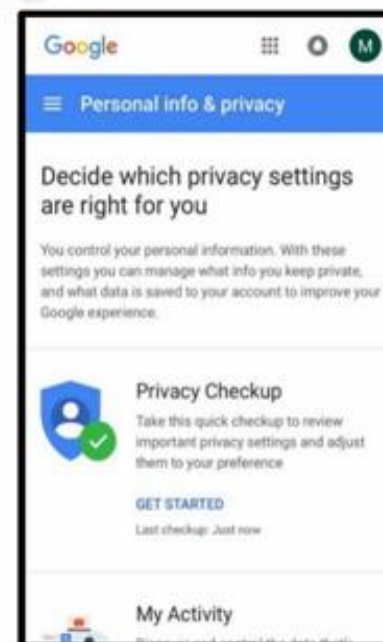 Google
M
Personal info & privacy
Decide which privacy settings
are right for you
You control your personal information. With these
settings you can manage what info you keep private,
and what data is saved to your account to improve your
Google experience.
Privacy Checkup
Take this quick checkup to review
important privacy settings and adjust
them to your preference
GET STARTED
Last checkup: Just now
My Activity